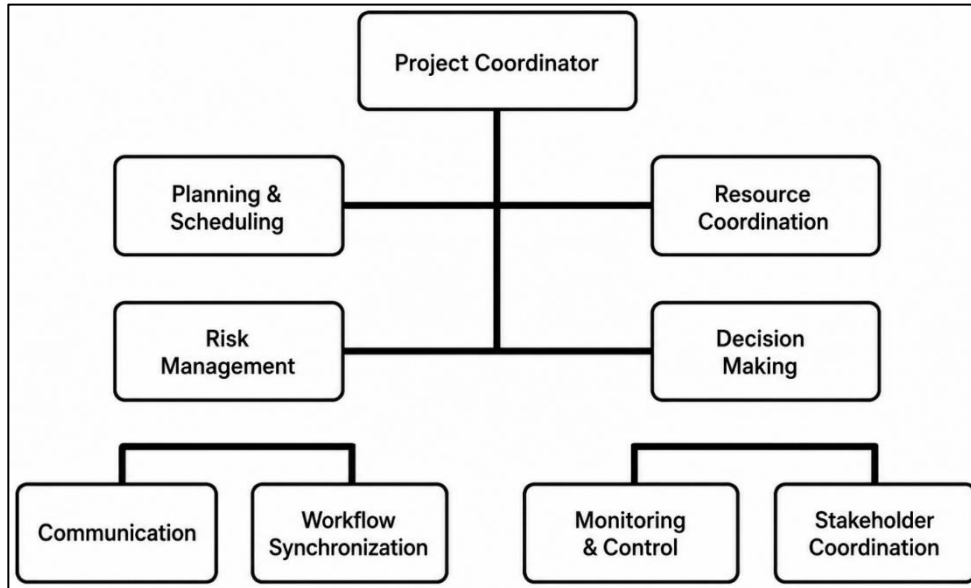 Project Coordinator
Planning &
Scheduling
Resource
Coordination
Risk
Management
Decision
Making
Communication
Workflow
Synchronization
Monitoring
& Control
Stakeholder
Coordination